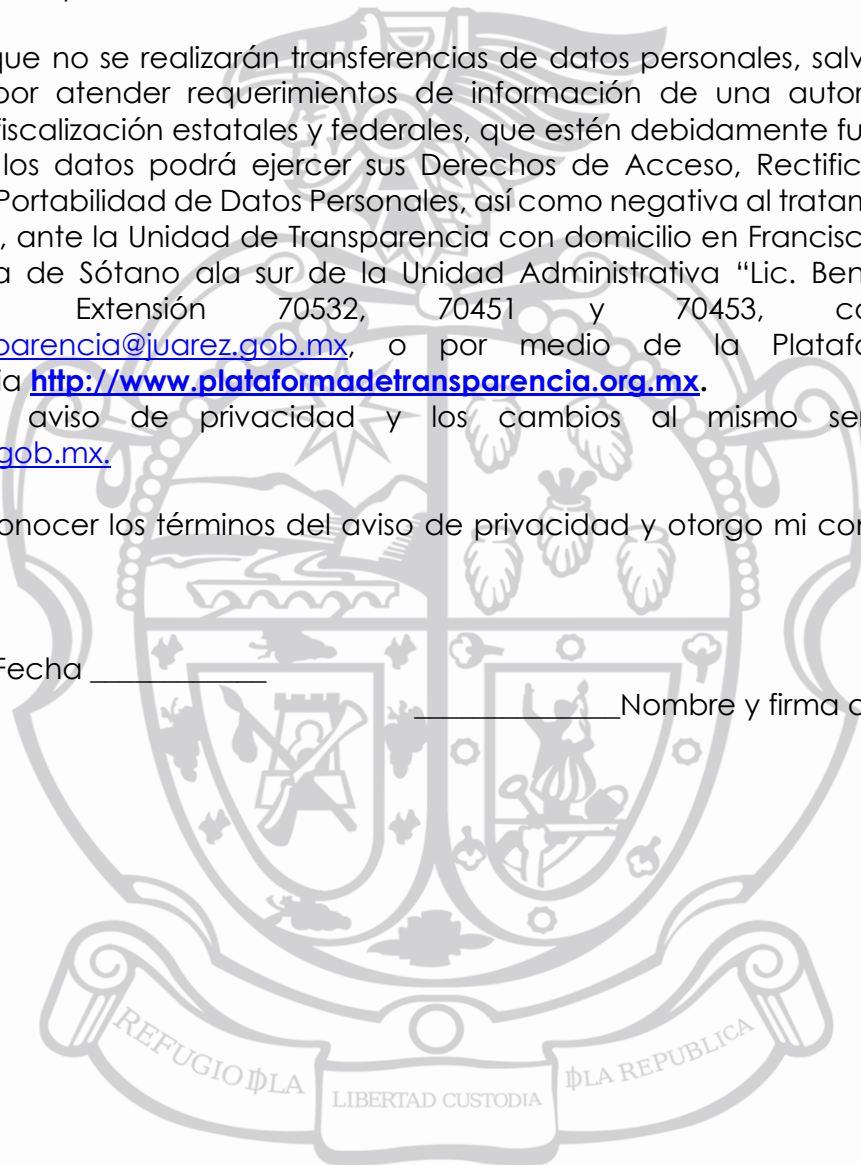 que no se realizarán transferencias de datos personales, salv
por atender requerimientos de información de una autor
fiscalización estatales y federales, que estén debidamente fu
los datos podrá ejercer sus Derechos de Acceso, Rectific
Portabilidad de Datos Personales, así como negativa al tratan
, ante la Unidad de Transparencia con domicilio en Francisc
a de Sótano ala sur de la Unidad Administrativa “Lic. Ben
Extensión 70532, 70451 y 70453, co
parencia@juarez.gob.mx, o por medio de la Platafo
ia http://www.plataformadetransparencia.org.mx.
aviso de privacidad y los cambios al mismo ser
gob.mx.
onocer los términos del aviso de privacidad y otorgo mi con
Fecha ____________
______________Nombre y firma d
REFUGIO DLA
LIBERTAD CUSTODIA
DLA REPUBLICA